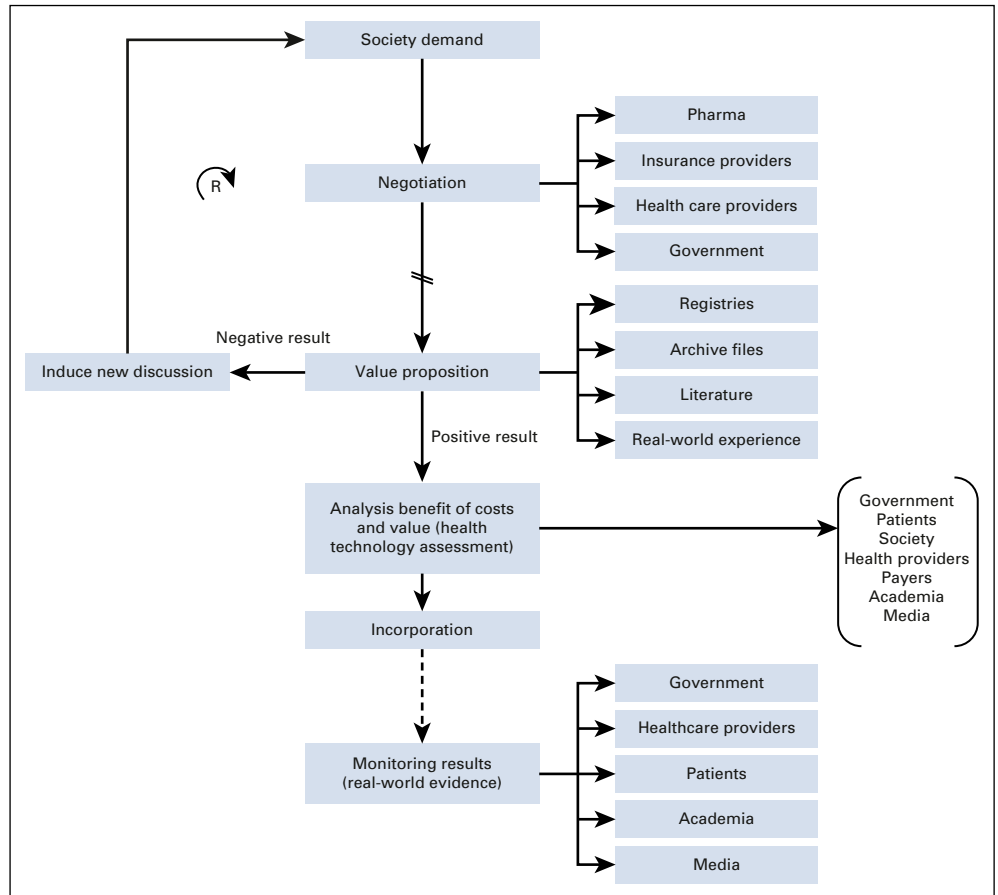 Society demand
Pharma
Insurance providers
Negotiation
R
Health care providers
Government
Registries
Negative result
Archive files
Induce new discussion
Value proposition
Literature
Positive result
Real-world experience
Analysis benefit of costs
and value (health
technology assessment)
Government
Patients
Society
Health providers
Payers
Academia
Media
Incorporation
Government
Healthcare providers
Monitoring results
(real-world evidence)
Patients
Academia
Media